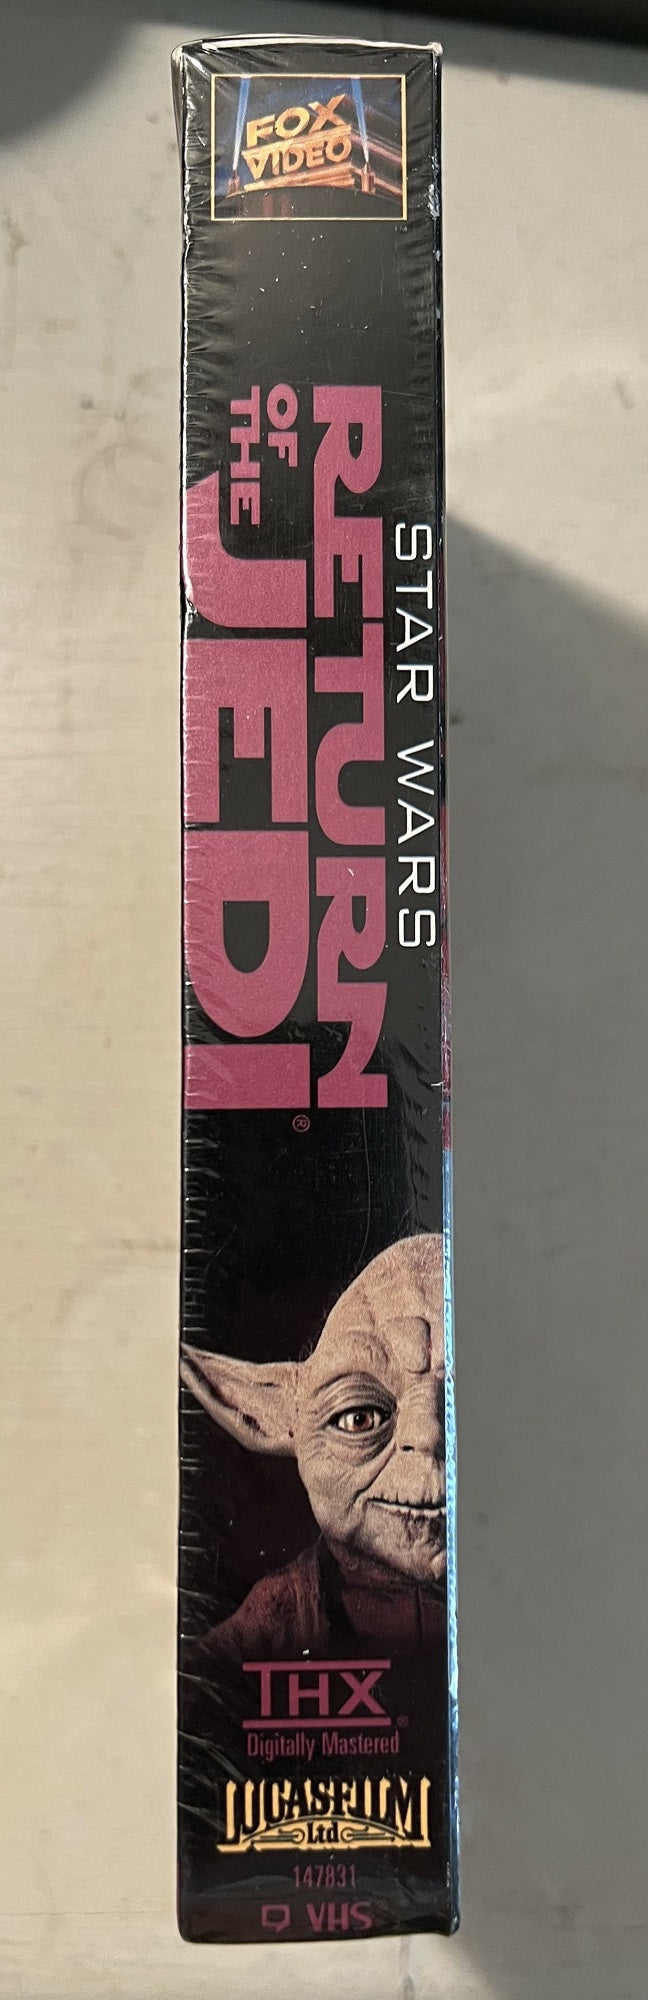 FOX
VIDEO
STAR WARS
RETURN
OF
THE
JEDI®
THX®
Digitally Mastered
LUCASFILM
Ltd
147831
VHS